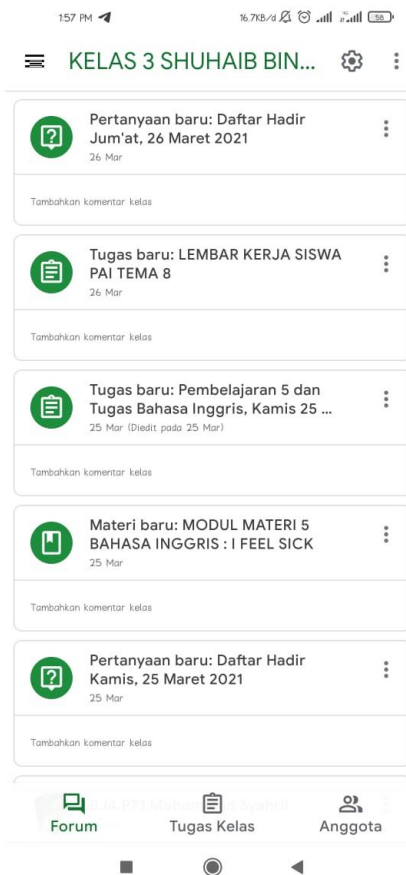 1:57 PM 16.7KB/d 58
KELAS 3 SHUHAIB BIN...
Pertanyaan baru: Daftar Hadir
Jum'at, 26 Maret 2021
26 Mar
Tambahkan komentar kelas
Tugas baru: LEMBAR KERJA SISWA
PAI TEMA 8
26 Mar
Tambahkan komentar kelas
Tugas baru: Pembelajaran 5 dan
Tugas Bahasa Inggris, Kamis 25 ...
25 Mar (Diedit pada 25 Mar)
Tambahkan komentar kelas
Materi baru: MODUL MATERI 5
BAHASA INGGRIS : I FEEL SICK
25 Mar
Tambahkan komentar kelas
Pertanyaan baru: Daftar Hadir
Kamis, 25 Maret 2021
25 Mar
Tambahkan komentar kelas
Forum Tugas Kelas Anggota